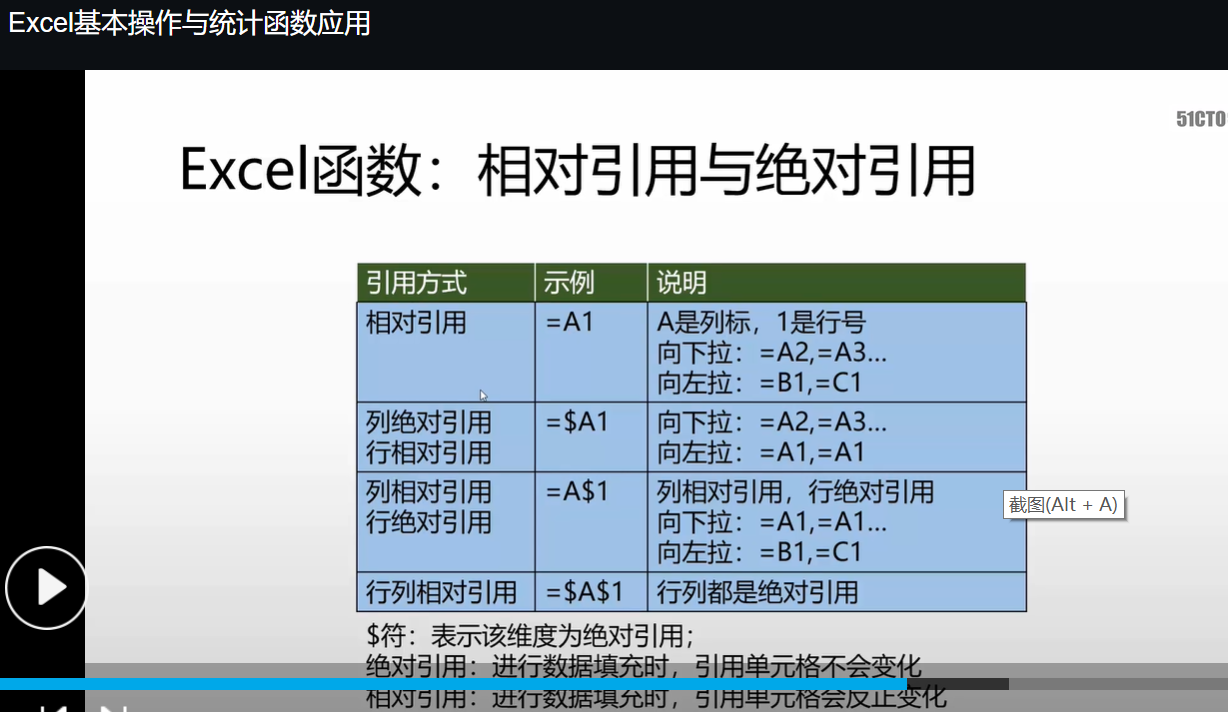 Excel基本操作与统计函数应用
51CTO
Excel函数：相对引用与绝对引用
引用方式 示例 说明
相对引用 =A1 A是列标，1是行号
向下拉：=A2,=A3...
向左拉：=B1,=C1
列绝对引用 =$A1 向下拉：=A2,=A3...
行相对引用 向左拉：=A1,=A1
列相对引用 =A$1 列相对引用，行绝对引用
行绝对引用 向下拉：=A1,=A1...
向左拉：=B1,=C1
截图(Alt + A)
行列相对引用 =$A$1 行列都是绝对引用
$符：表示该维度为绝对引用；
绝对引用：进行数据填充时，引用单元格不会变化
相对引用：进行数据填充时，引用单元格会反正变化